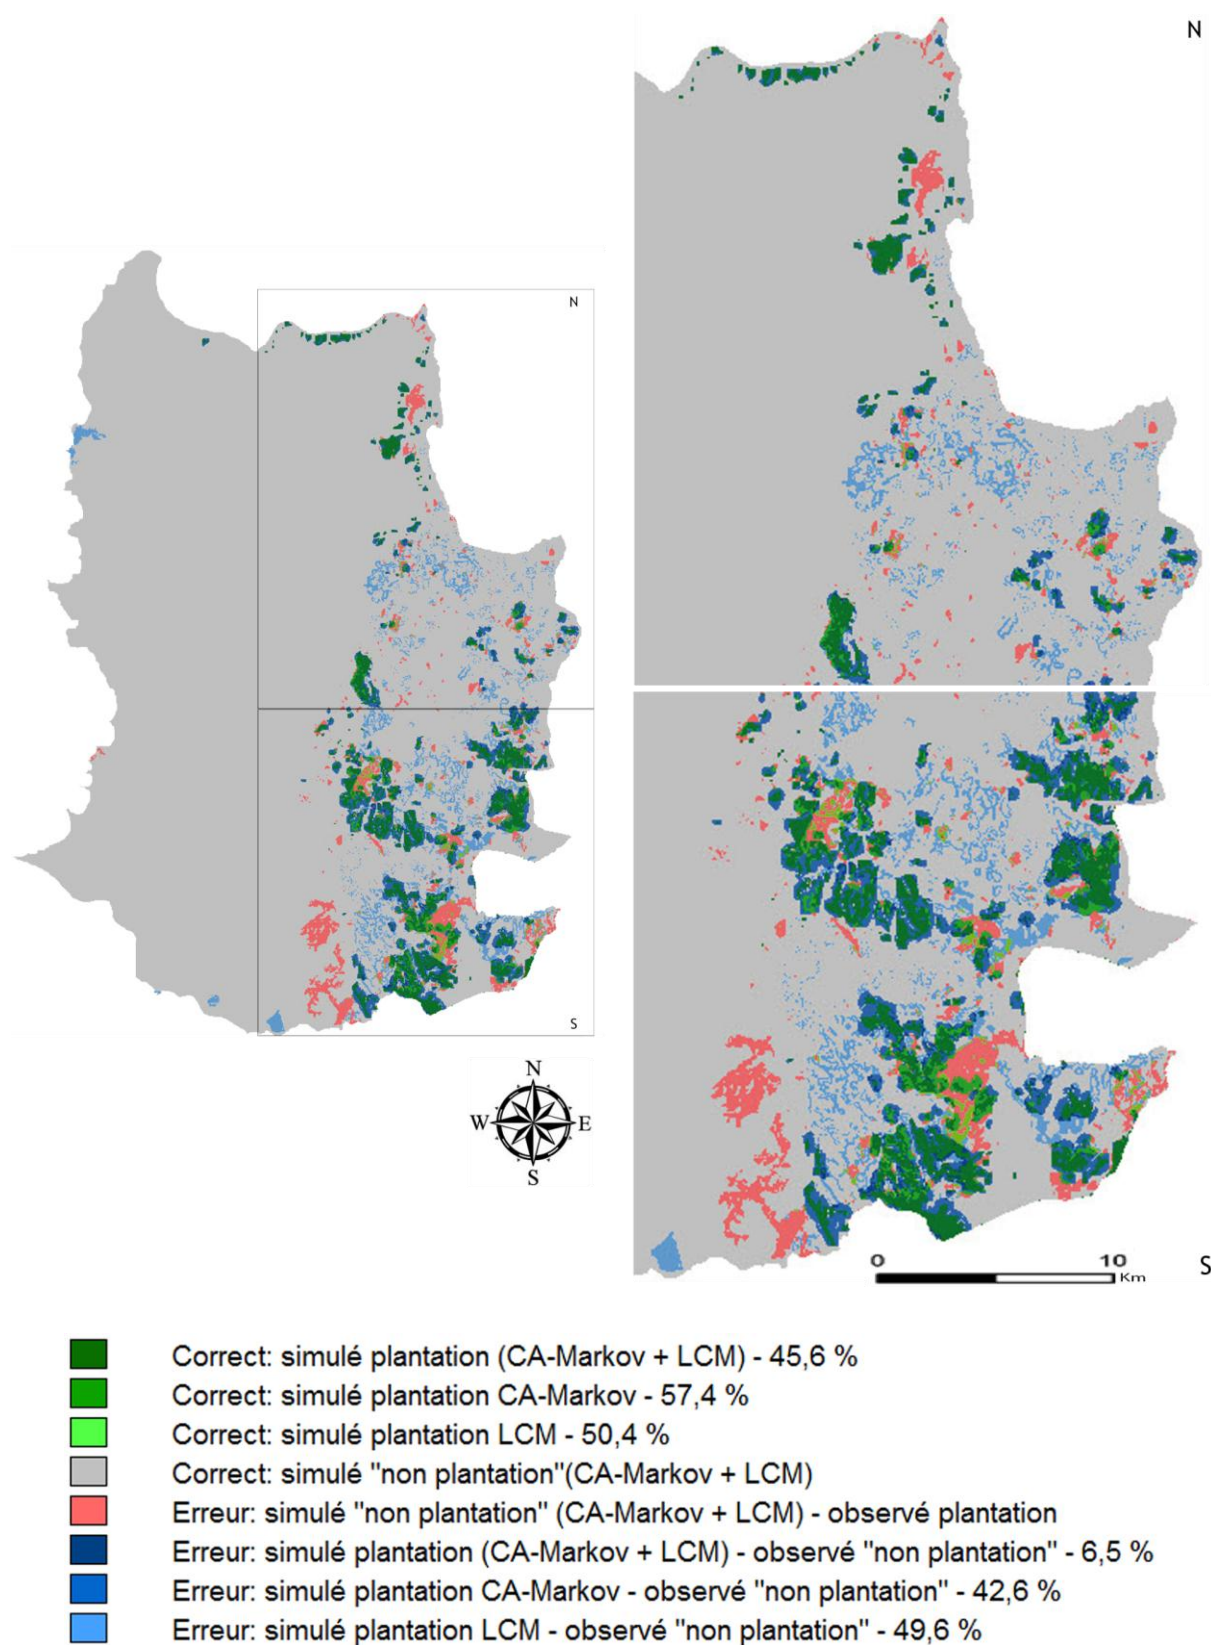 N
N
S
N
W E
S
0 10
Km
S
Correct: simulé plantation (CA-Markov + LCM) - 45,6 %
Correct: simulé plantation CA-Markov - 57,4 %
Correct: simulé plantation LCM - 50,4 %
Correct: simulé "non plantation"(CA-Markov + LCM)
Erreur: simulé "non plantation" (CA-Markov + LCM) - observé plantation
Erreur: simulé plantation (CA-Markov + LCM) - observé "non plantation" - 6,5 %
Erreur: simulé plantation CA-Markov - observé "non plantation" - 42,6 %
Erreur: simulé plantation LCM - observé "non plantation" - 49,6 %